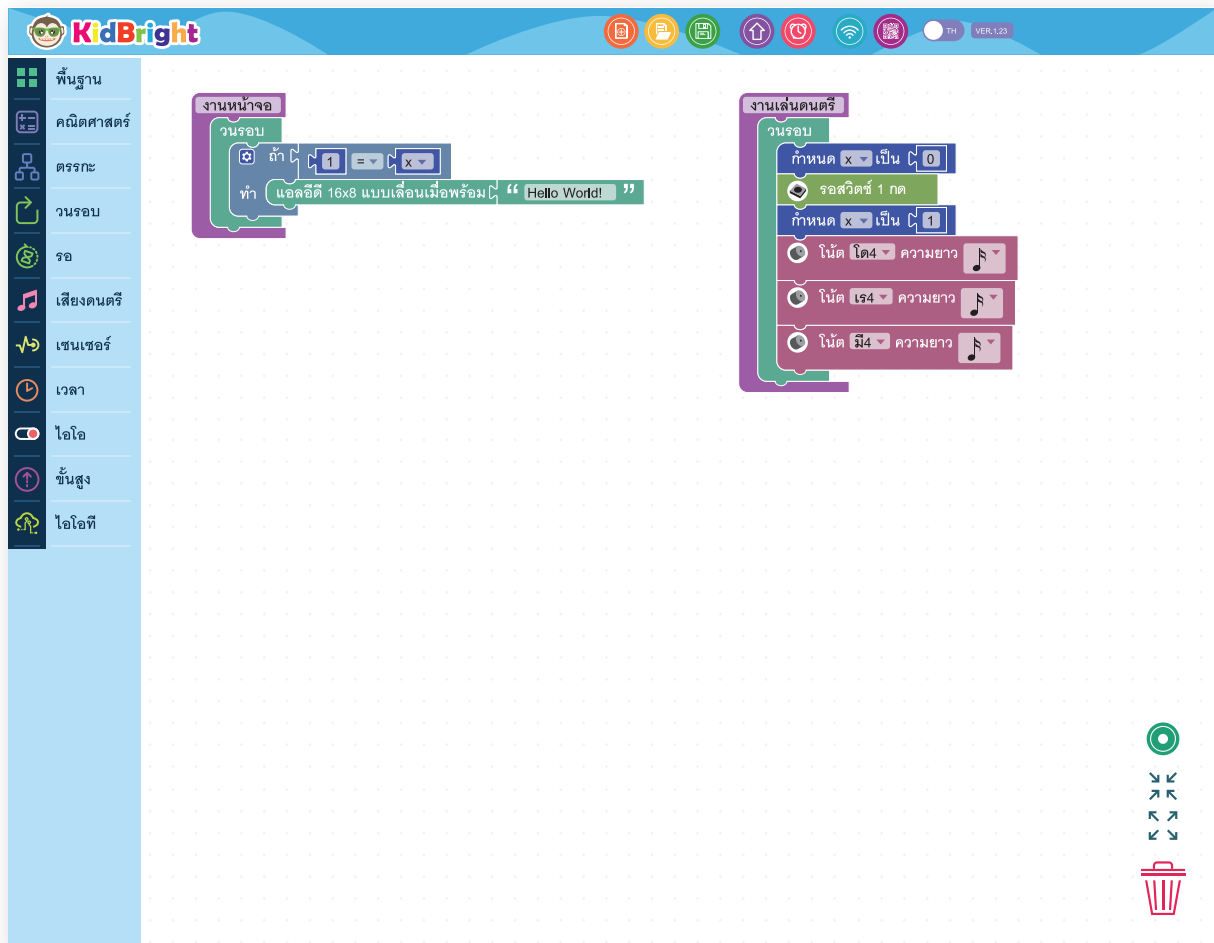 KidBright
TH
VER.1.23
พื้นฐาน
คณิตศาสตร์
ตรรกะ
วนรอบ
รอ
เสียงดนตรี
เซนเซอร์
เวลา
ไอโอ
ขั้นสูง
ไอโอที
งานหน้าจอ
วนรอบ
ถ้า 1 = x
ทำ แอลอีดี 16x8 แบบเลื่อนเมื่อพร้อม “ Hello World! ”
งานเล่นดนตรี
วนรอบ
กำหนด x เป็น 0
รอสวิตช์ 1 กด
กำหนด x เป็น 1
โน้ต โด4 ความยาว
โน้ต เร4 ความยาว
โน้ต มี4 ความยาว